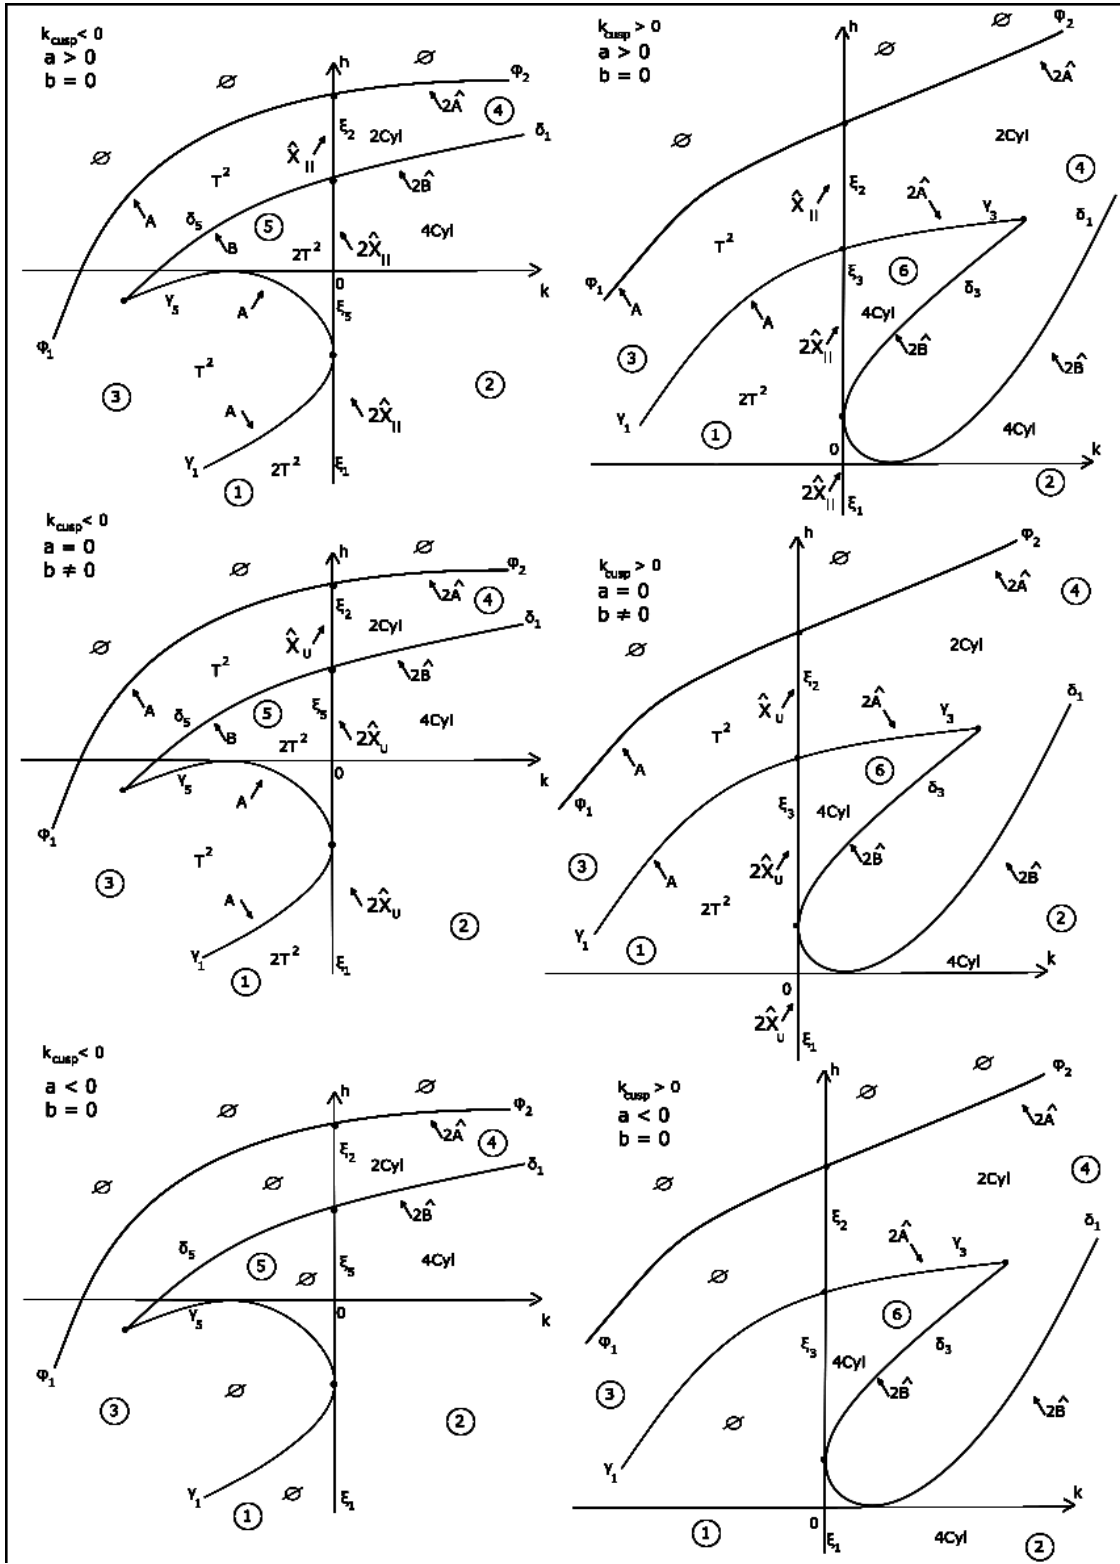 k_cusp < 0
a > 0
b = 0
h
∅
∅
∅
φ₂
2Â
④
ξ₂
2Cyl
X̂_II
T²
A
δ₁
2B̂
δ₅
⑤
B
2T²
2X̂_II
4Cyl
0
k
γ₅
A
ξ₅
φ₁
T²
③
②
A
2X̂_II
γ₁
2T²
ξ₁
①
k_cusp > 0
a > 0
b = 0
h
∅
∅
∅
φ₂
2Â
2Cyl
④
X̂_II
ξ₂
2Â
γ₃
δ₁
T²
ξ₃
⑥
φ₁
A
A
δ₃
4Cyl
2X̂_II
2B̂
③
2B̂
2T²
γ₁
①
4Cyl
0
k
2X̂_II
ξ₁
②
k_cusp < 0
a = 0
b ≠ 0
h
∅
∅
∅
φ₂
2Â
④
ξ₂
X̂_U
2Cyl
δ₁
T²
2B̂
A
δ₅
⑤
ξ₅
B
2T²
2X̂_U
4Cyl
0
k
γ₅
A
φ₁
T²
③
A
2X̂_U
②
γ₁
2T²
ξ₁
①
k_cusp > 0
a = 0
b ≠ 0
h
∅
∅
φ₂
2Â
④
2Cyl
X̂_U
ξ₂
2Â
γ₃
δ₁
T²
A
⑥
φ₁
ξ₃
4Cyl
δ₃
③
A
2X̂_U
2B̂
2B̂
2T²
②
γ₁
①
4Cyl
k
0
2X̂_U
ξ₁
k_cusp < 0
a < 0
b = 0
h
∅
∅
∅
∅
φ₂
2Â
④
ξ₂
2Cyl
δ₁
2B̂
δ₅
⑤
∅
ξ₅
4Cyl
0
k
γ₅
φ₁
∅
③
②
γ₁
∅
ξ₁
①
k_cusp > 0
a < 0
b = 0
h
∅
∅
∅
φ₂
2Â
2Cyl
④
ξ₂
2Â
γ₃
δ₁
∅
⑥
φ₁
ξ₃
4Cyl
δ₃
③
2B̂
2B̂
∅
γ₁
k
①
0
4Cyl
②
ξ₁